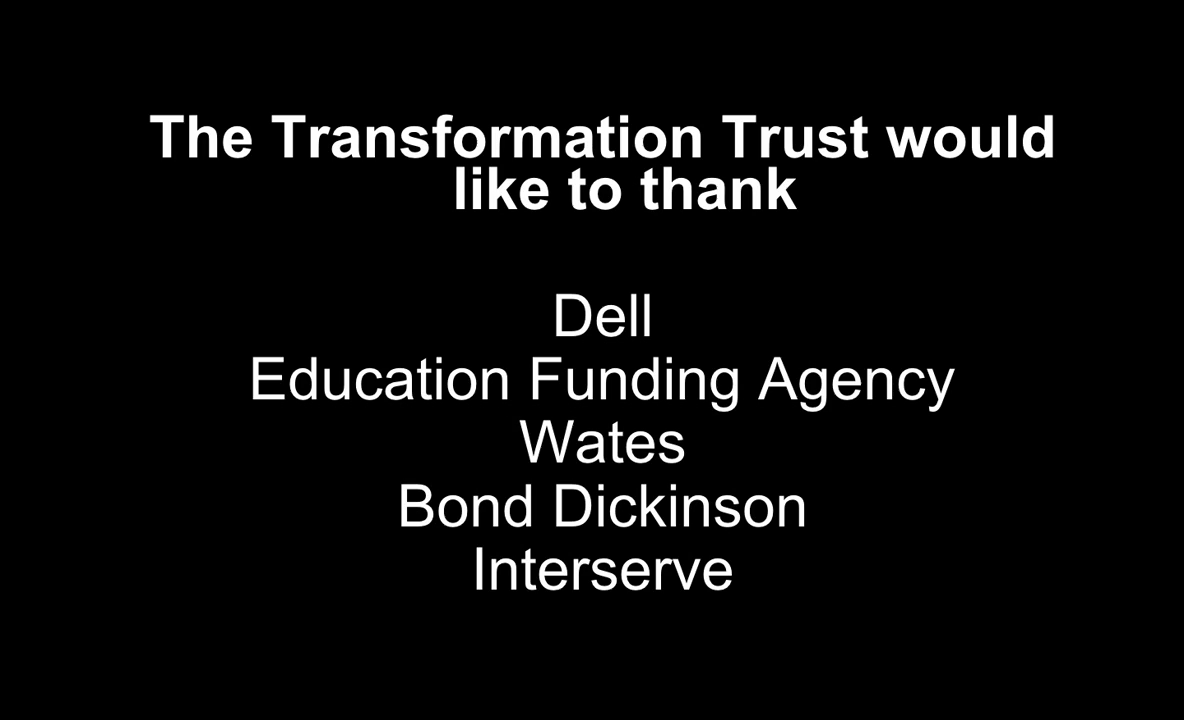 The Transformation Trust would
like to thank
Dell
Education Funding Agency
Wates
Bond Dickinson
Interserve